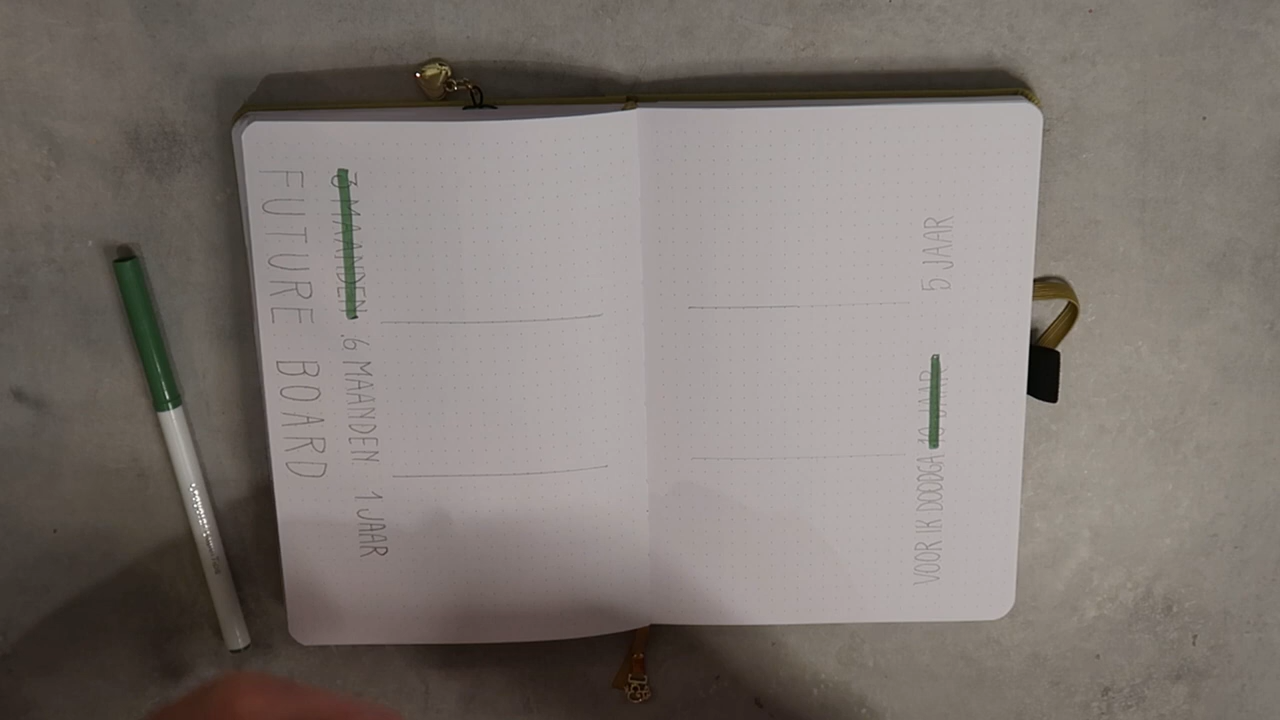 FUTURE BOARD
3 MAANDEN .6 MAANDEN. 1 JAAR
5 JAAR
10 JAAR
VOOR IK DOODGA